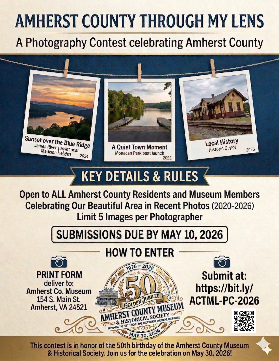 AMHERST COUNTY THROUGH MY LENS
A Photography Contest celebrating Amherst County
Sunset over the Blue Ridge
2024
A Quiet Town Moment
Local History
KEY DETAILS & RULES
Open to ALL Amherst County Residents and Museum Members
Celebrating Our Beautiful Area in Recent Photos (2020-2026)
Limit 5 Images per Photographer
SUBMISSIONS DUE BY MAY 10, 2026
HOW TO ENTER
PRINT FORM
deliver for
Amherst Co. Museum
154 S. Main St.
Amherst, VA 24521
50
AMHERST COUNTY MUSEUM
& HISTORICAL SOCIETY
Submit at:
https://bit.ly/
ACTML-PC-2026
This contest is in honor of the 50th birthday of the Amherst County Museum
& Historical Society. Join us for the celebration on May 30, 2026!